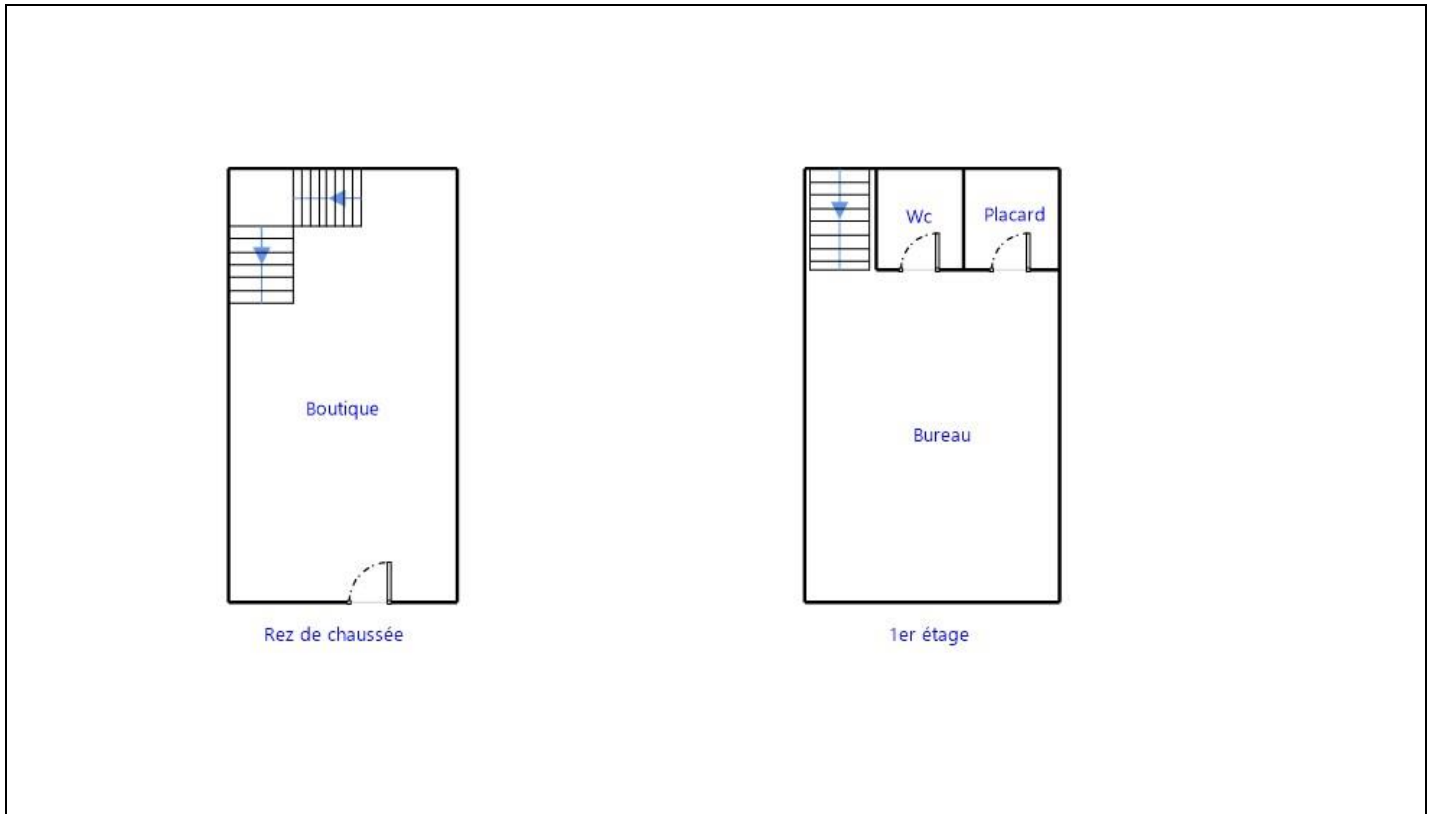 Wc
Placard
Boutique
Bureau
Rez de chaussée
1er étage